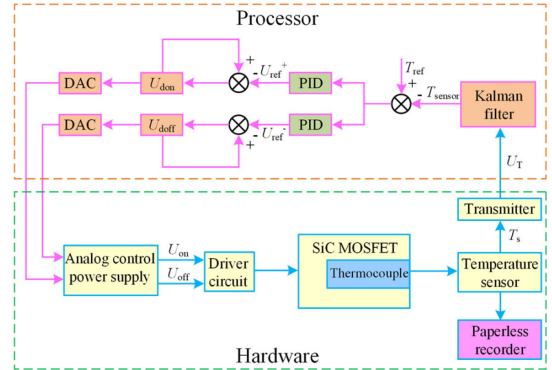 Processor
T_ref
+
- T_sensor
Kalman
filter
PID
- U_ref^+
+
U_don
DAC
PID
- U_ref^-
+
U_doff
DAC
U_T
Transmitter
T_s
Analog control
power supply
U_on
U_off
Driver
circuit
SiC MOSFET
Thermocouple
Temperature
sensor
Paperless
recorder
Hardware